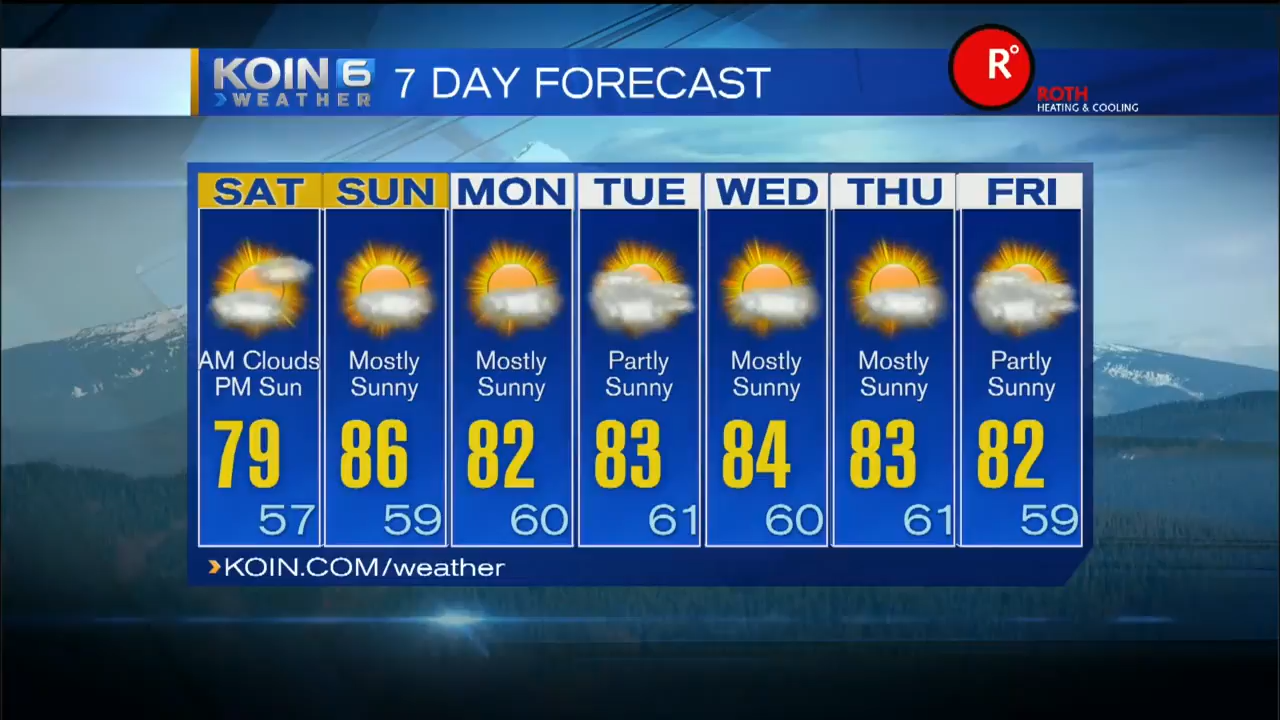 KOIN 6
WEATHER
7 DAY FORECAST
R°
ROTH
HEATING & COOLING
SAT SUN MON TUE WED THU FRI
AM Clouds Mostly Mostly Partly Mostly Mostly Partly
PM Sun Sunny Sunny Sunny Sunny Sunny Sunny
79 86 82 83 84 83 82
57 59 60 61 60 61 59
KOIN.COM/weather